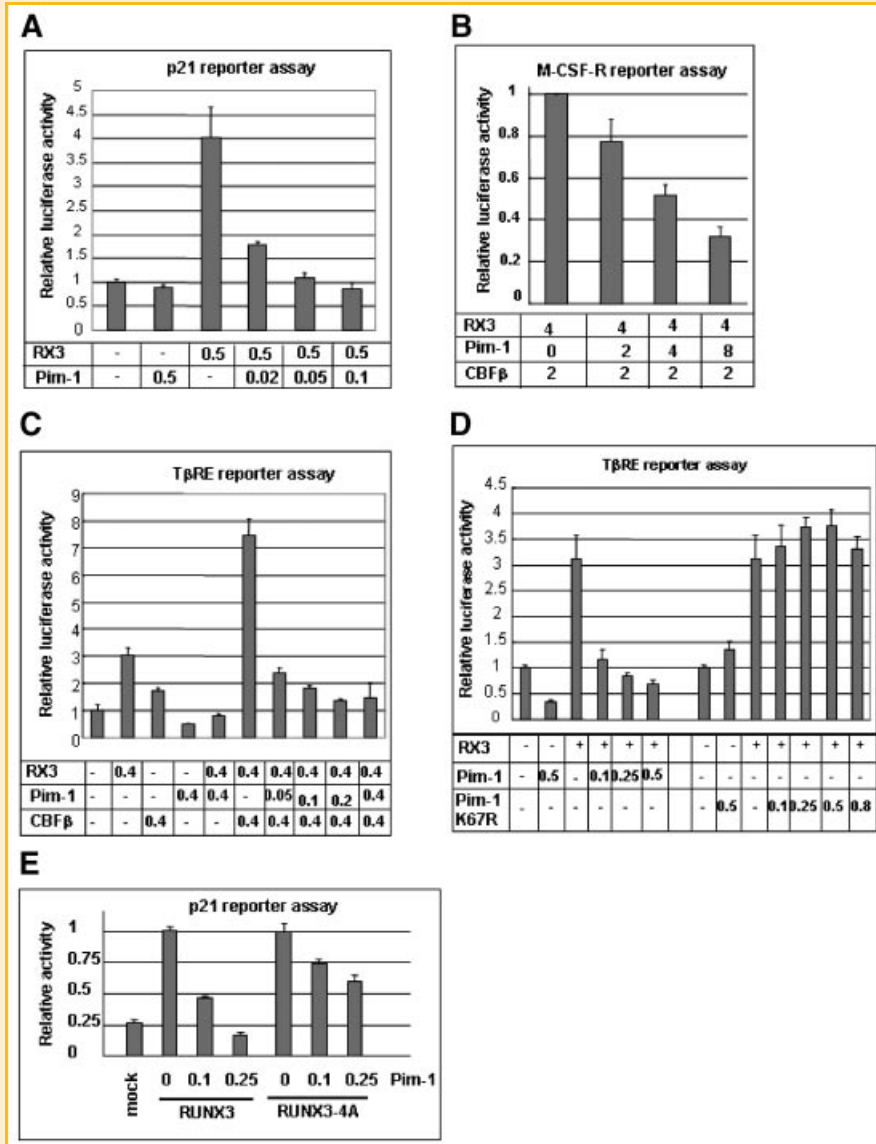 A
p21 reporter assay
Relative luciferase activity
5
4.5
4
3.5
3
2.5
2
1.5
1
0.5
0
RX3 - - 0.5 0.5 0.5 0.5
Pim-1 - 0.5 - 0.02 0.05 0.1
B
M-CSF-R reporter assay
Relative luciferase activity
1
0.8
0.6
0.4
0.2
0
RX3 4 4 4 4
Pim-1 0 2 4 8
CBFβ 2 2 2 2
C
TβRE reporter assay
Relative luciferase activity
9
8
7
6
5
4
3
2
1
0
RX3 - 0.4 - - 0.4 0.4 0.4 0.4 0.4 0.4
Pim-1 - - - 0.4 0.4 - 0.05 0.1 0.2 0.4
CBFβ - - 0.4 - - 0.4 0.4 0.4 0.4 0.4
D
TβRE reporter assay
Relative luciferase activity
4.5
4
3.5
3
2.5
2
1.5
1
0.5
0
RX3 - - + + + + - - + + + + +
Pim-1 - 0.5 - 0.1 0.25 0.5 - - - - - - -
Pim-1 K67R - - - - - - - 0.5 - 0.1 0.25 0.5 0.8
E
p21 reporter assay
Relative activity
1
0.75
0.5
0.25
0
mock 0 0.1 0.25 0 0.1 0.25 Pim-1
RUNX3 RUNX3-4A